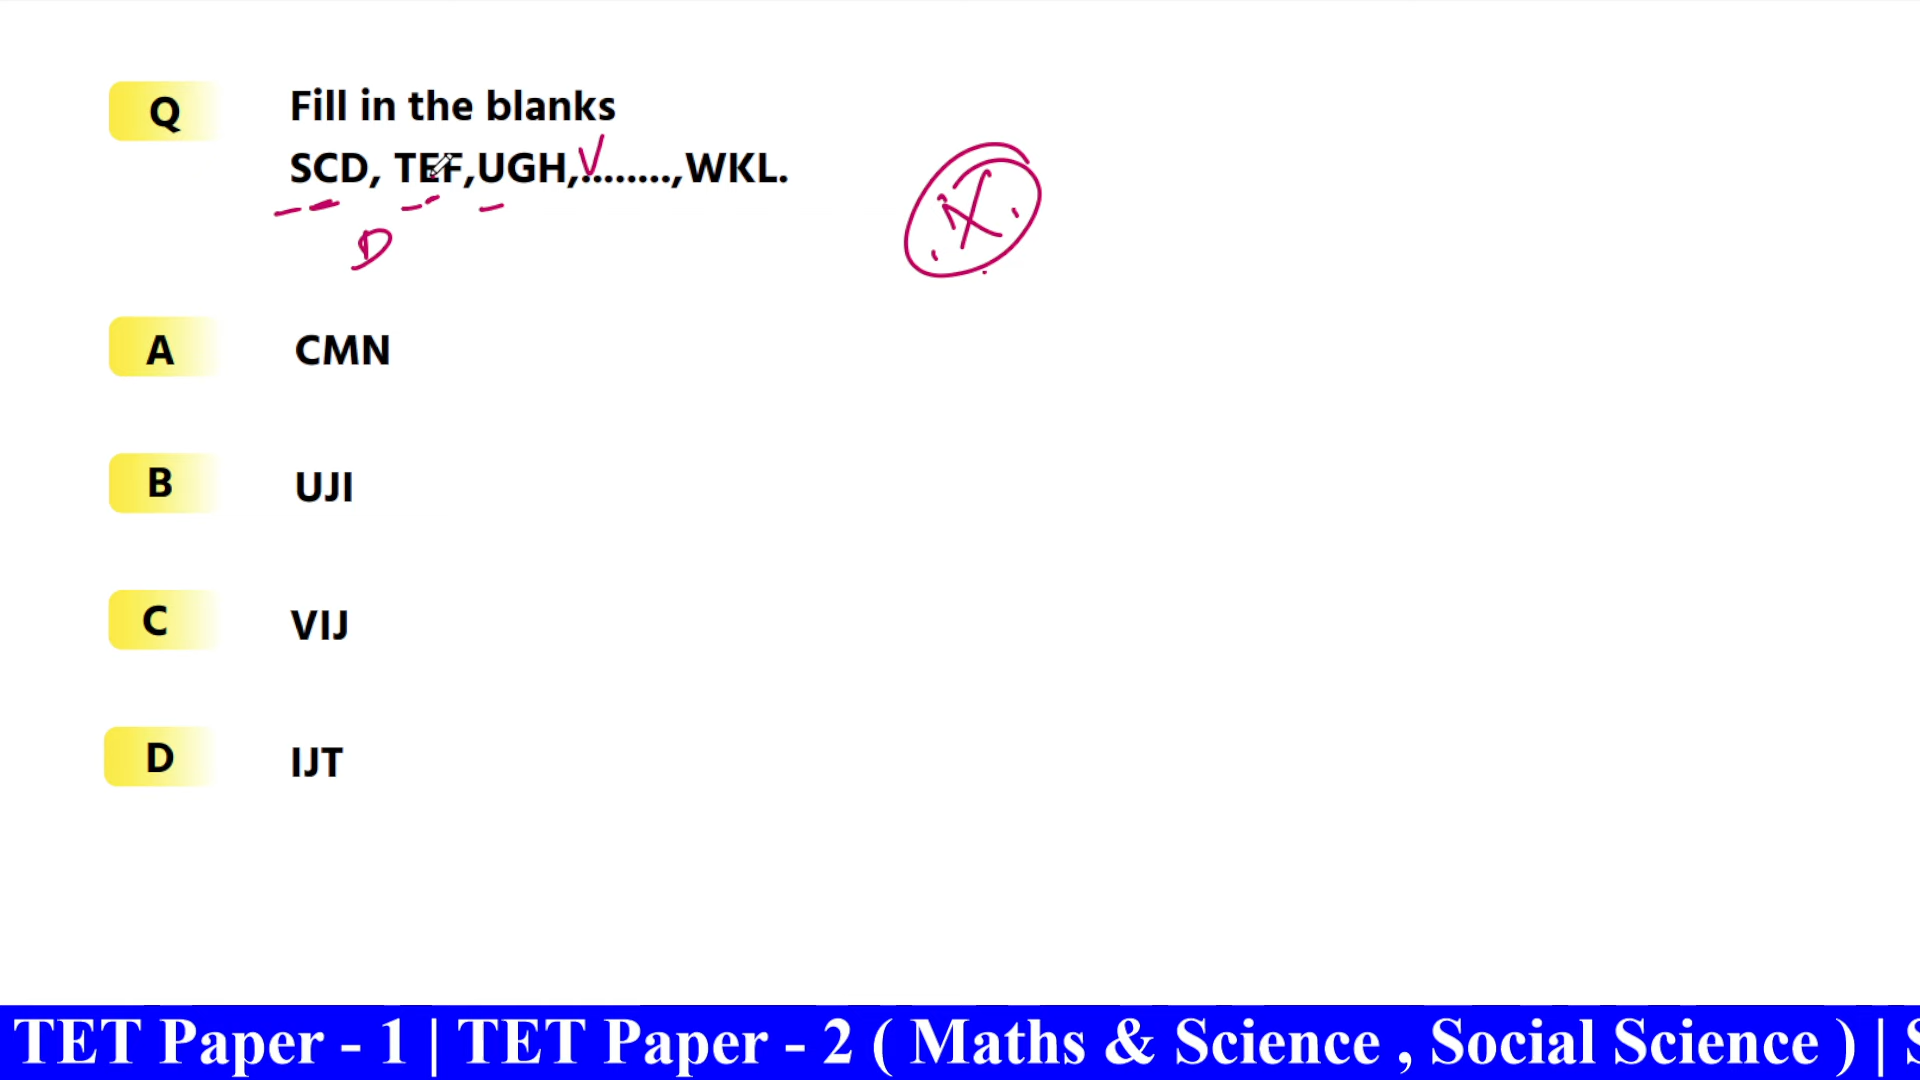 Q Fill in the blanks
SCD, TEF,UGH,........,WKL.
V
D
A CMN
B UJI
C VIJ
D IJT
TET Paper - 1 | TET Paper - 2 ( Maths & Science , Social Science ) | S